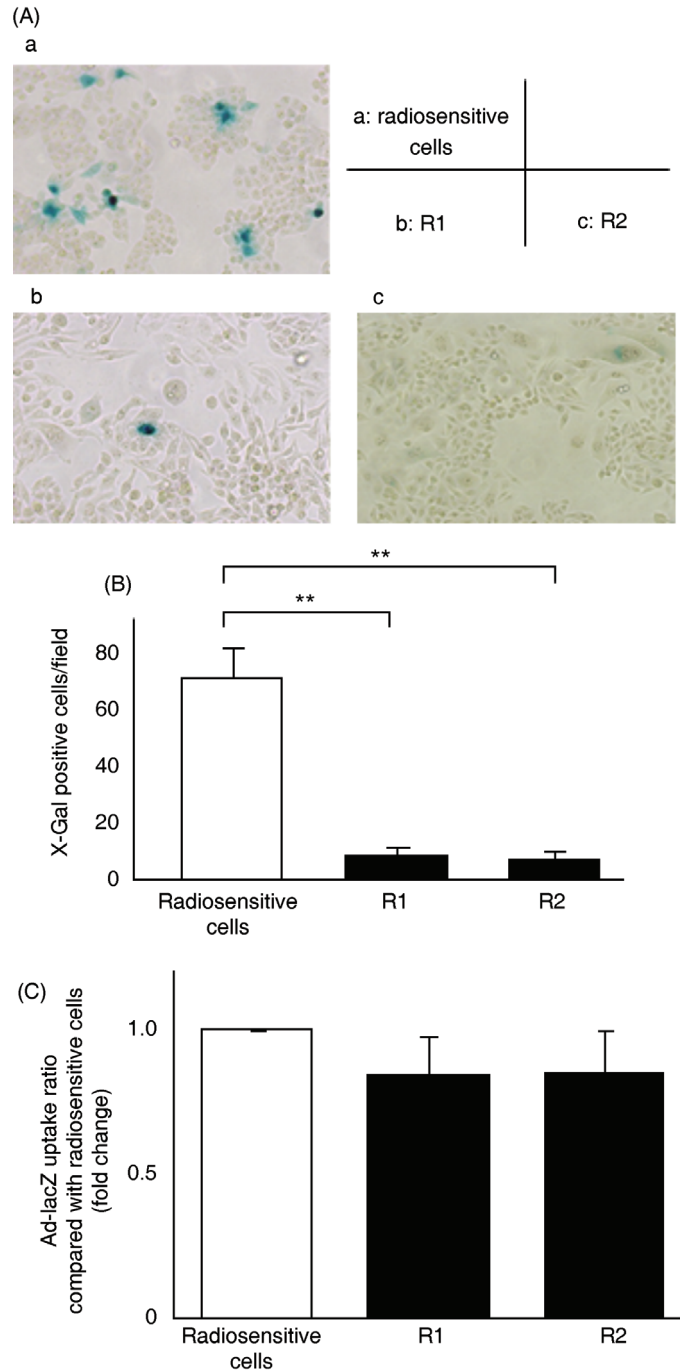 (A)
a
a: radiosensitive
cells
b: R1
c: R2
b
c
(B)
**
**
X-Gal positive cells/field
80
60
40
20
0
Radiosensitive
cells
R1
R2
(C)
Ad-lacZ uptake ratio
compared with radiosensitive cells
(fold change)
1.0
0.5
0
Radiosensitive
cells
R1
R2